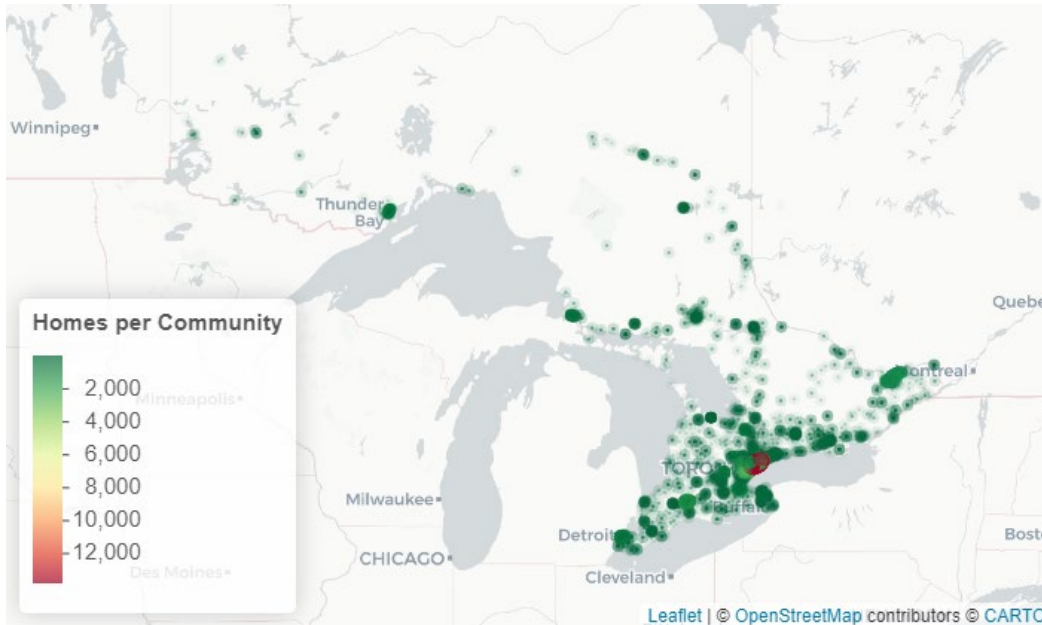 Winnipeg
Thunder
Bay
Quebe
Homes per Community
2,000
4,000
6,000
8,000
10,000
12,000
Minneapolis
Montreal
TORO
Milwaukee
Buffalo
Detroit
Bost
CHICAGO
Des Moines
Cleveland
Leaflet | © OpenStreetMap contributors © CARTO